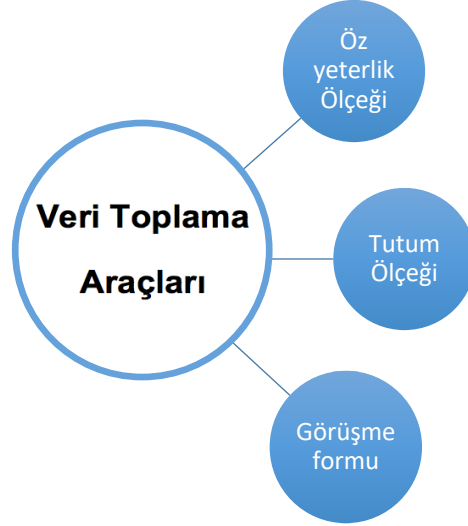 Öz
yeterlik
Ölçeği
Veri Toplama
Araçları
Tutum
Ölçeği
Görüşme
formu